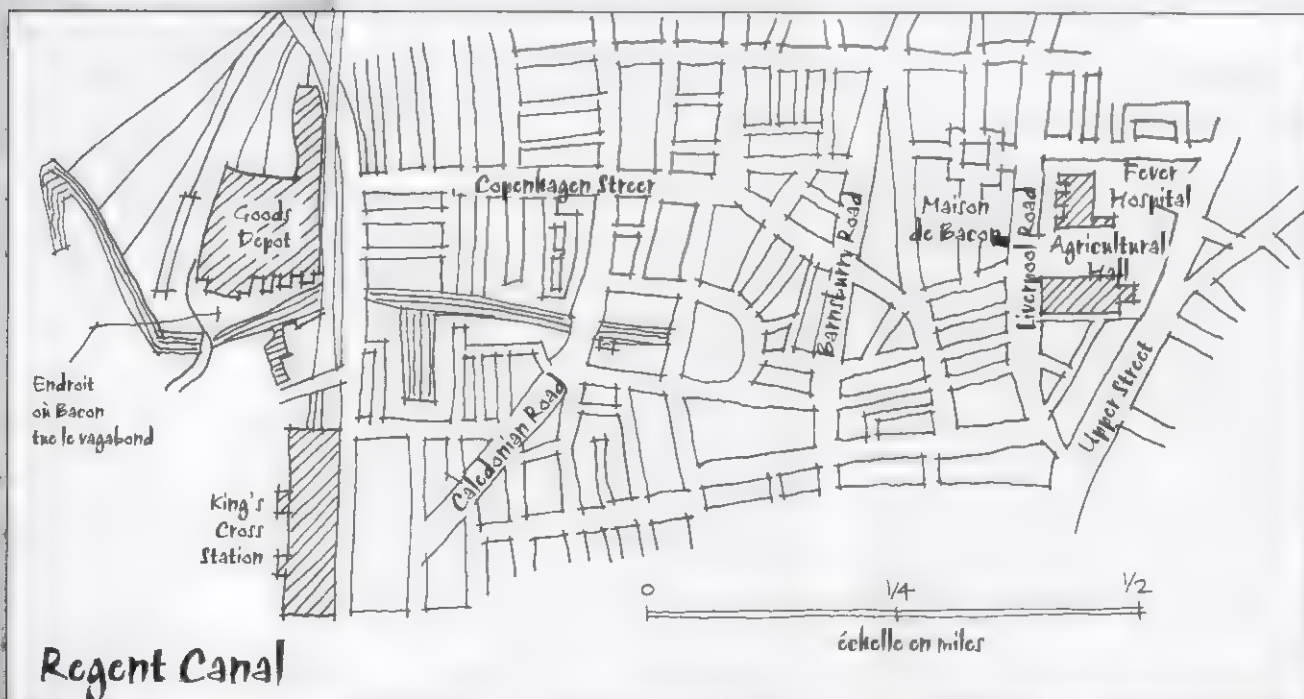 Copenhagen Street
Goods
Depot
Maison
de Bacon
Barnsburry Road
Liverpool Road
Fever
Hospital
Agricultural
Hall
Endroit
où Bacon
tue le vagabond
Caledonian Road
Upper Street
King's
Cross
Station
0 1/4 1/2
échelle en miles
Regent Canal